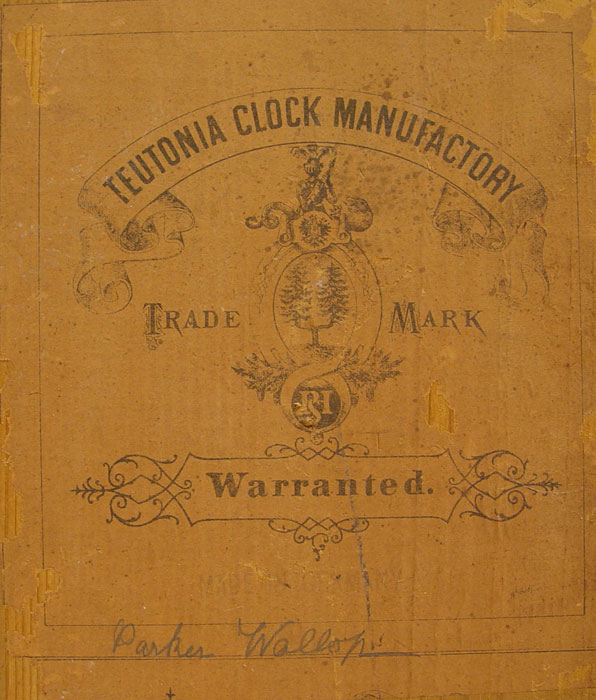 TEUTONIA CLOCK MANUFACTORY
TRADE MARK
Warranted.
Parker Wallop